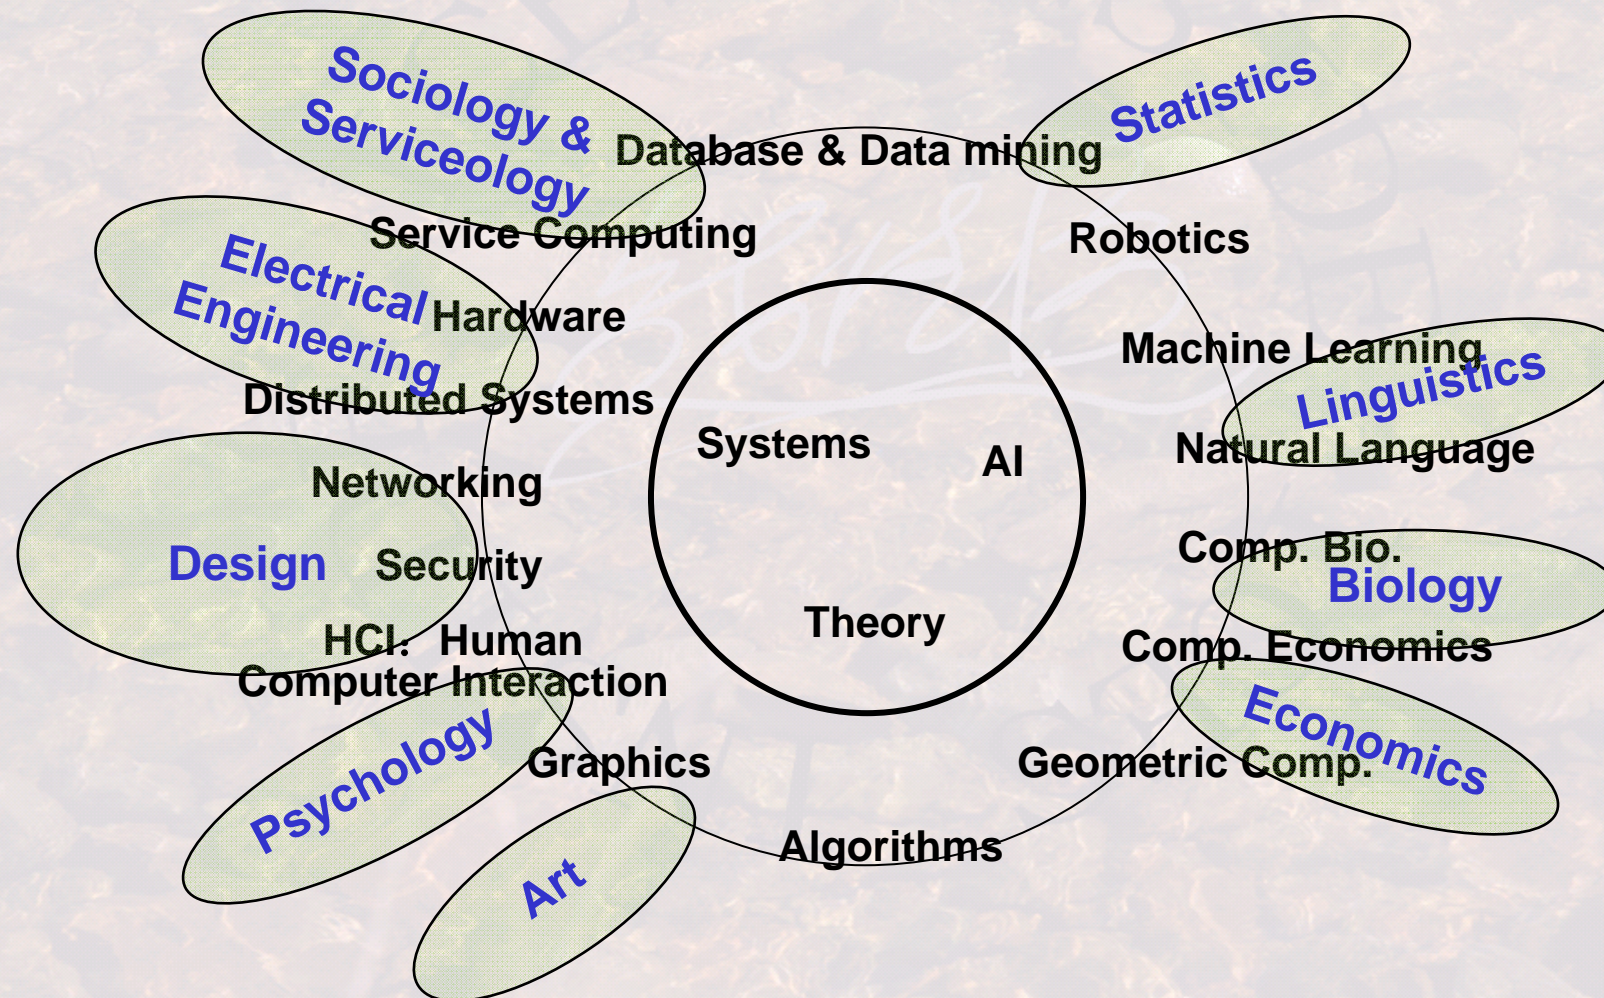 Sociology &
Serviceology
Statistics
Database & Data mining
Service Computing
Robotics
Electrical
Engineering
Hardware
Machine Learning
Linguistics
Distributed Systems
Systems
AI
Natural Language
Networking
Design
Security
Comp. Bio.
Biology
Theory
HCI: Human
Computer Interaction
Comp. Economics
Economics
Psychology
Graphics
Geometric Comp.
Algorithms
Art